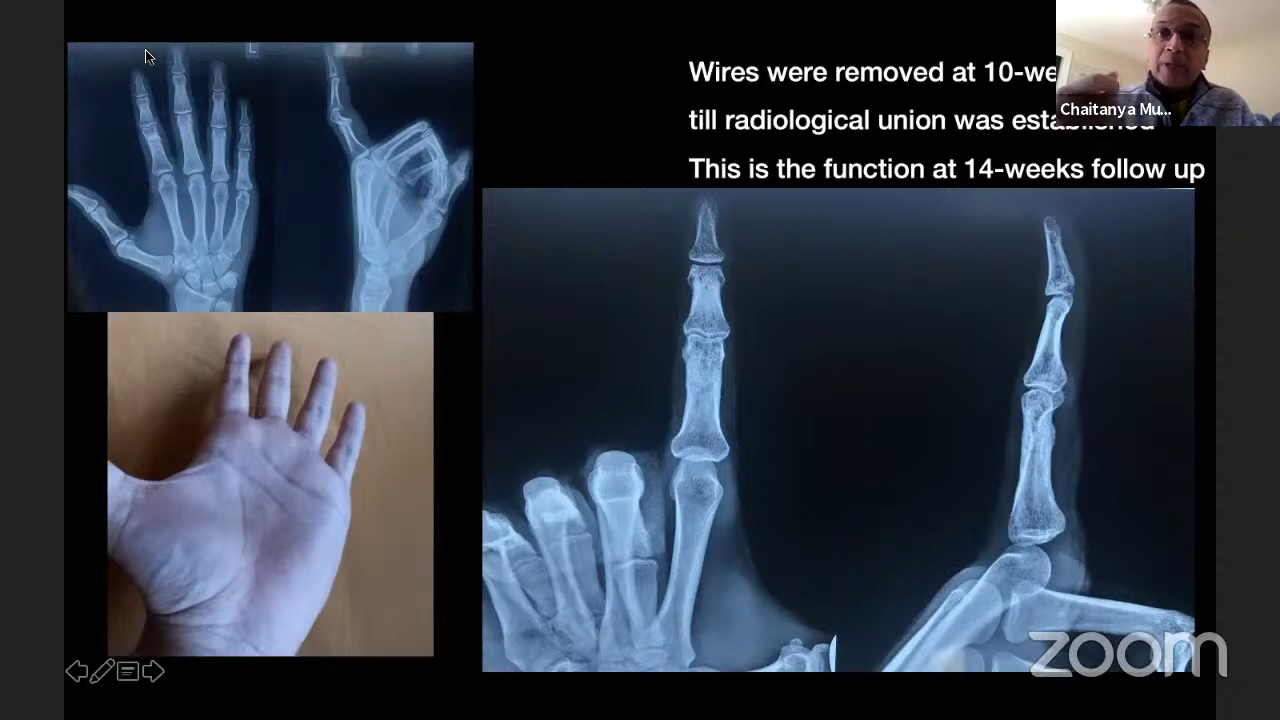 Wires were removed at 10-we
till radiological union was established
This is the function at 14-weeks follow up
Chaitanya Mu...
L
zoom